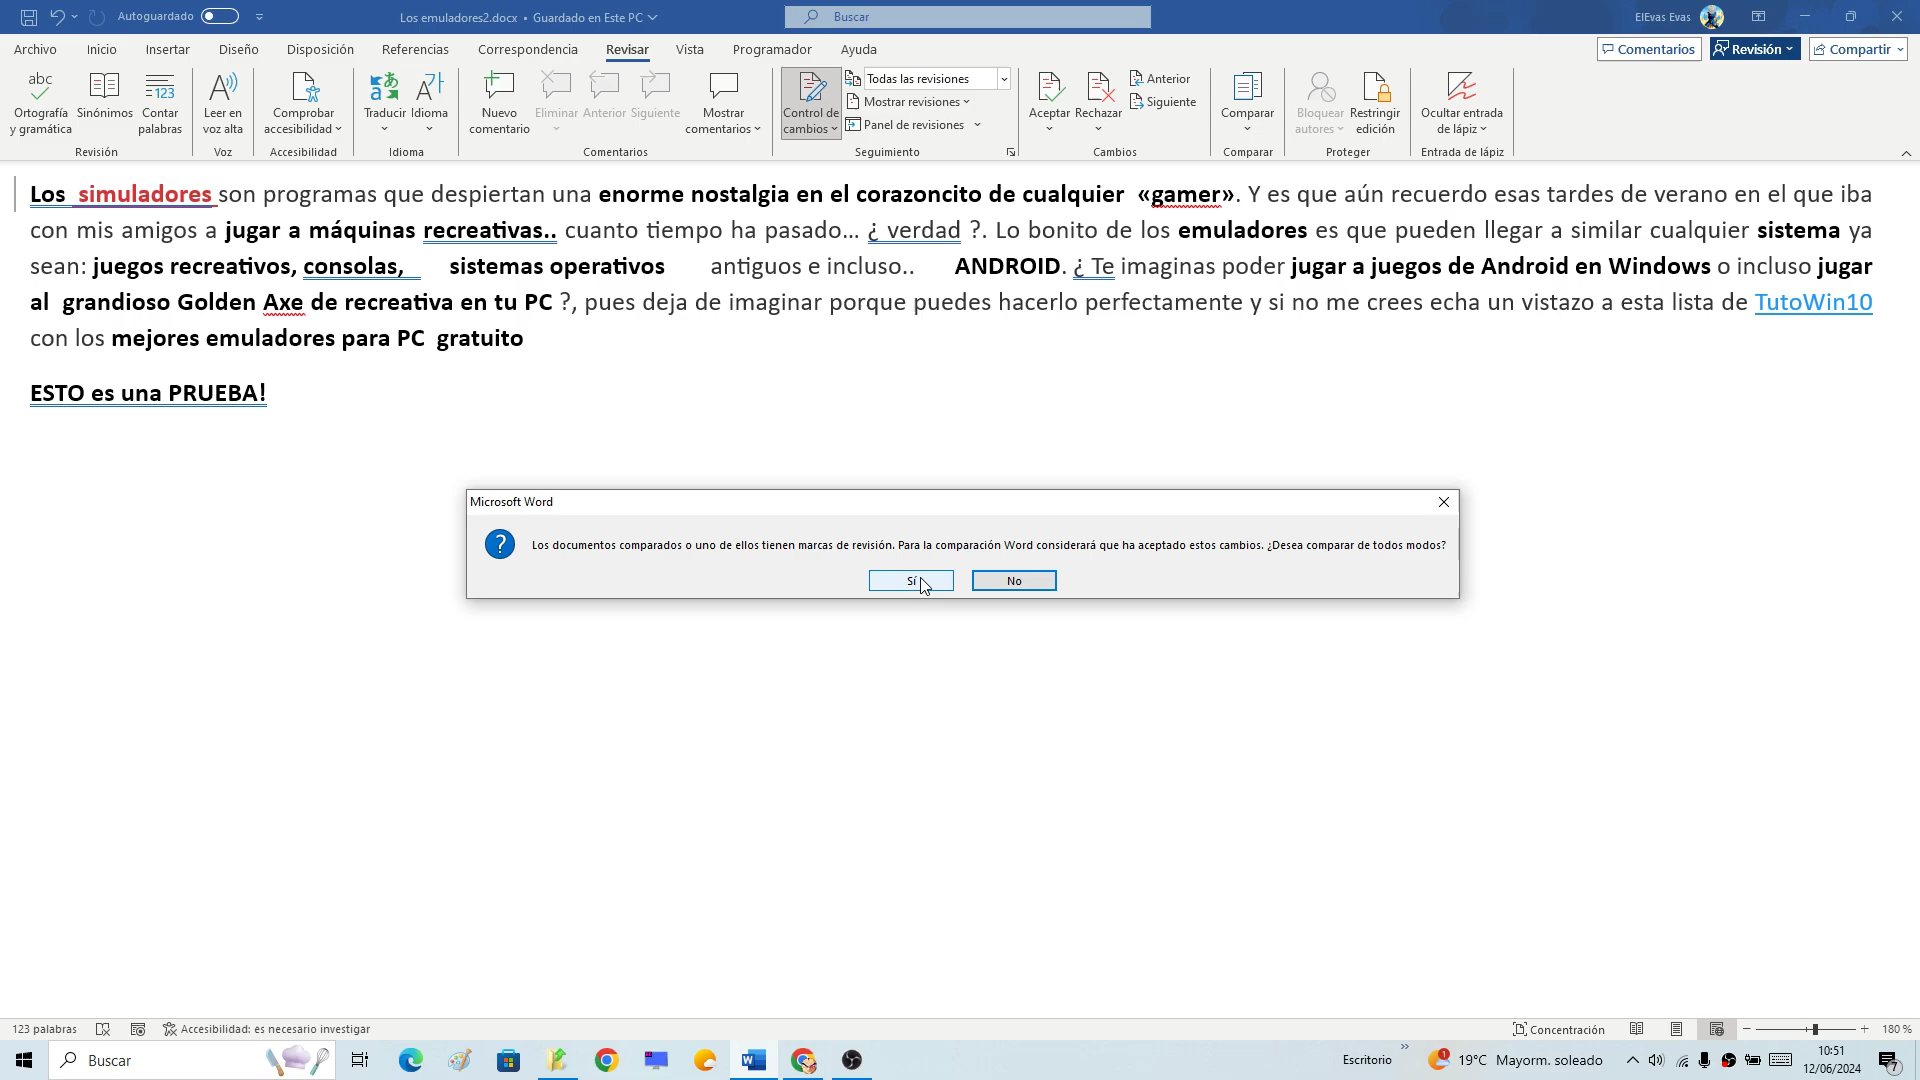 Autoguardado
Los emuladores2.docx • Guardado en Este PC
Buscar
ElEvas Evas
Archivo Inicio Insertar Diseño Disposición Referencias Correspondencia Revisar Vista Programador Ayuda
Comentarios Revisión Compartir
Ortografía y gramática
Sinónimos
Contar palabras
Revisión
Leer en voz alta
Voz
Comprobar accesibilidad
Accesibilidad
Traducir
Idioma
Idioma
Nuevo comentario
Eliminar
Anterior
Siguiente
Mostrar comentarios
Comentarios
Control de cambios
Todas las revisiones
Mostrar revisiones
Panel de revisiones
Seguimiento
Aceptar
Rechazar
Anterior
Siguiente
Cambios
Comparar
Comparar
Bloquear autores
Restringir edición
Proteger
Ocultar entrada de lápiz
Entrada de lápiz
Los simuladores son programas que despiertan una enorme nostalgia en el corazoncito de cualquier «gamer». Y es que aún recuerdo esas tardes de verano en el que iba
con mis amigos a jugar a máquinas recreativas.. cuanto tiempo ha pasado… ¿ verdad ?. Lo bonito de los emuladores es que pueden llegar a similar cualquier sistema ya
sean: juegos recreativos, consolas, sistemas operativos antiguos e incluso.. ANDROID. ¿ Te imaginas poder jugar a juegos de Android en Windows o incluso jugar
al grandioso Golden Axe de recreativa en tu PC ?, pues deja de imaginar porque puedes hacerlo perfectamente y si no me crees echa un vistazo a esta lista de TutoWin10
con los mejores emuladores para PC gratuito
ESTO es una PRUEBA!
Microsoft Word
Los documentos comparados o uno de ellos tienen marcas de revisión. Para la comparación Word considerará que ha aceptado estos cambios. ¿Desea comparar de todos modos?
Sí No
123 palabras Accesibilidad: es necesario investigar
Concentración 180 %
Buscar
Escritorio
19°C Mayorm. soleado
10:51
12/06/2024